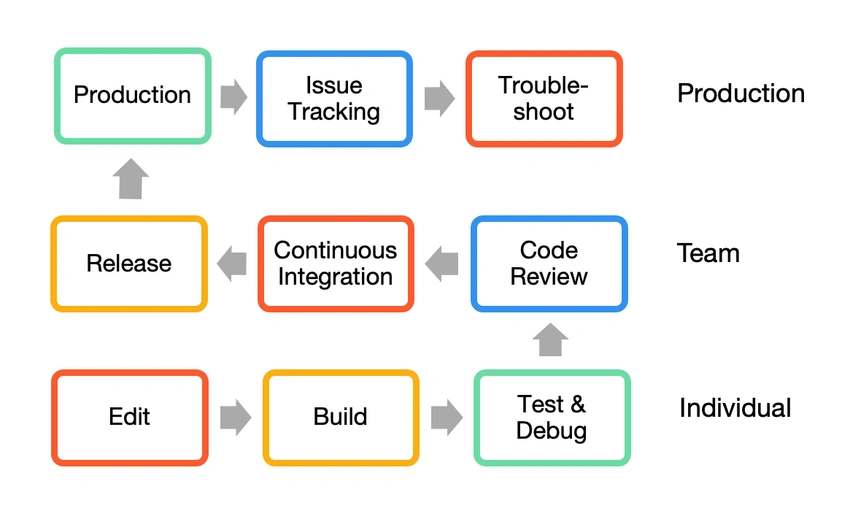 Production
Issue
Tracking
Trouble-
shoot
Production
Release
Continuous
Integration
Code
Review
Team
Edit
Build
Test &
Debug
Individual